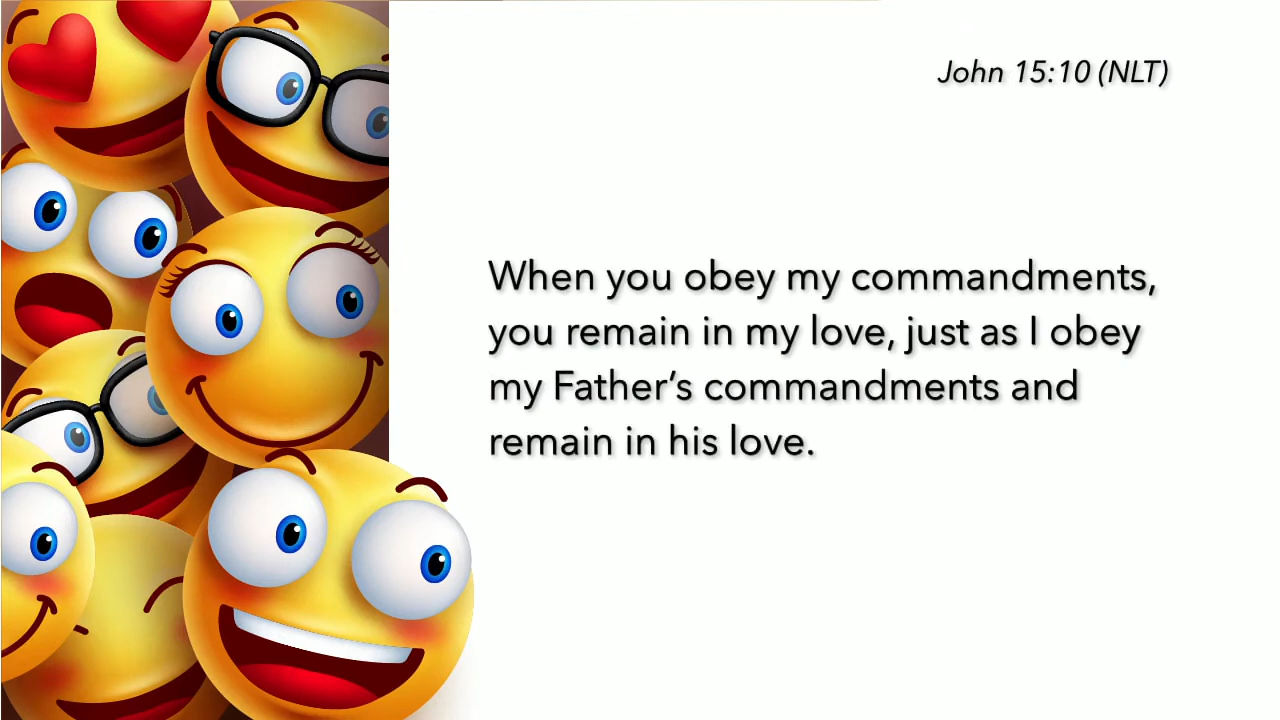 John 15:10 (NLT)
When you obey my commandments,
you remain in my love, just as I obey
my Father’s commandments and
remain in his love.